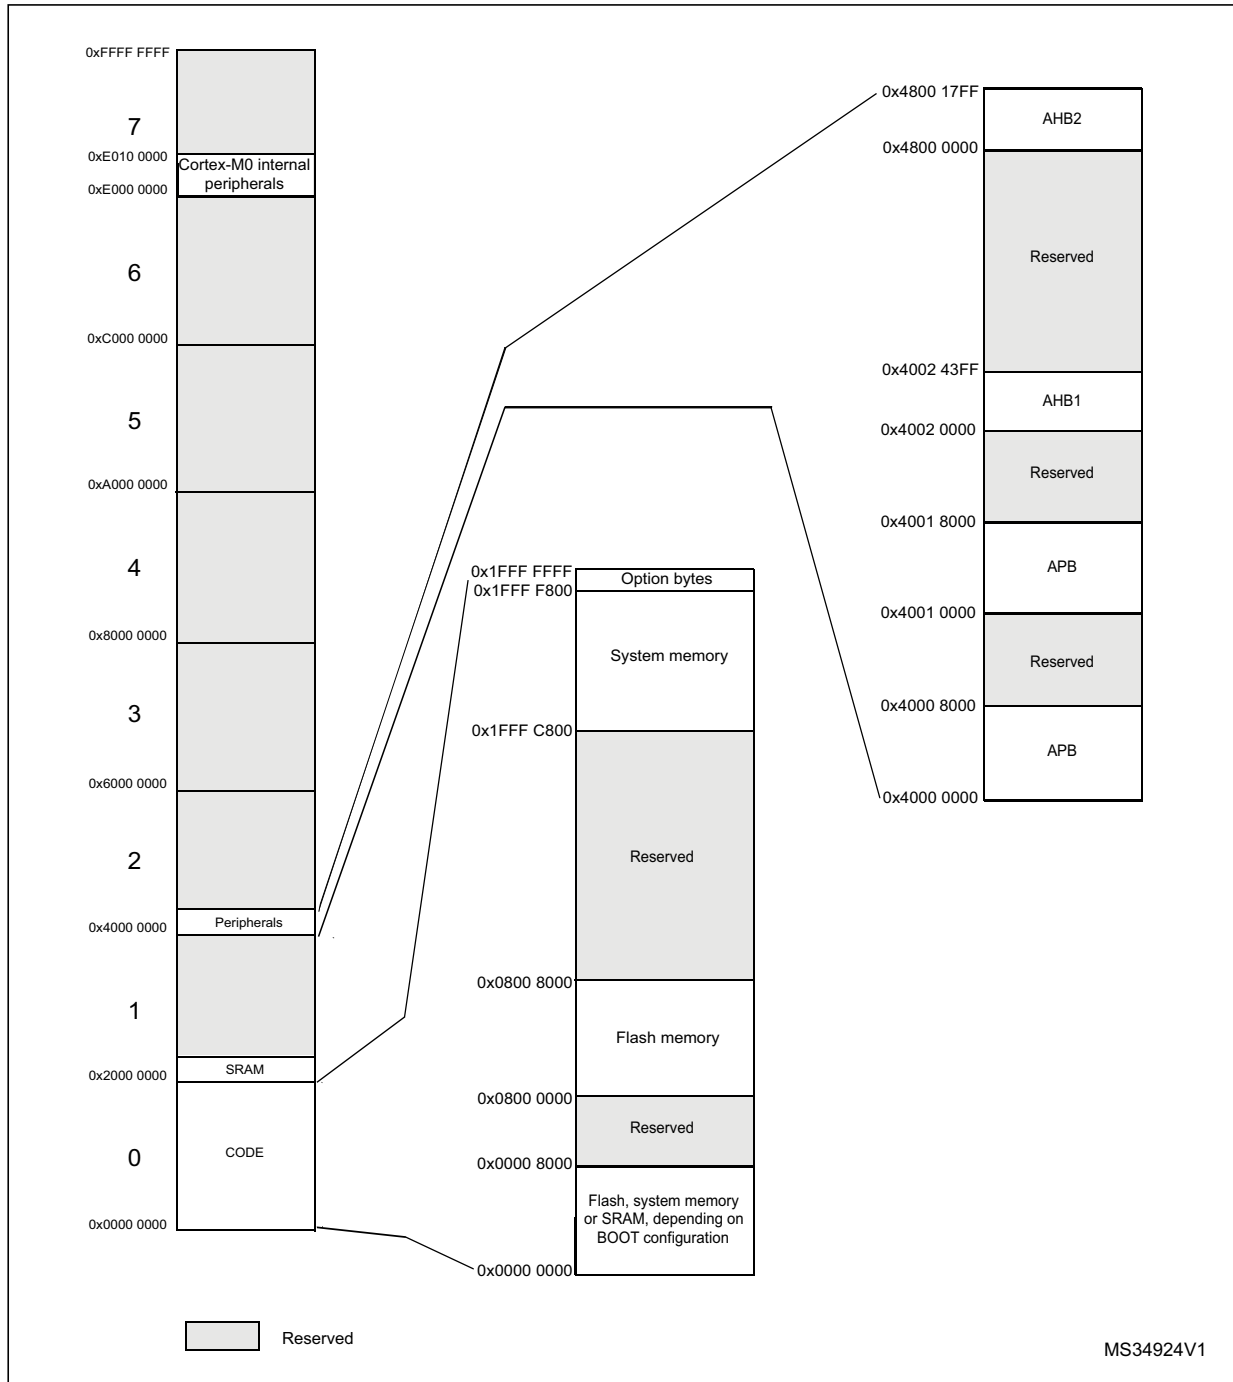 0xFFFF FFFF
7
0xE010 0000
Cortex-M0 internal
peripherals
0xE000 0000
6
0xC000 0000
5
0xA000 0000
4
0x8000 0000
3
0x6000 0000
2
Peripherals
0x4000 0000
1
SRAM
0x2000 0000
CODE
0
0x0000 0000
0x1FFF FFFF
Option bytes
0x1FFF F800
System memory
0x1FFF C800
Reserved
0x0800 8000
Flash memory
0x0800 0000
Reserved
0x0000 8000
Flash, system memory
or SRAM, depending on
BOOT configuration
0x0000 0000
0x4800 17FF
AHB2
0x4800 0000
Reserved
0x4002 43FF
AHB1
0x4002 0000
Reserved
0x4001 8000
APB
0x4001 0000
Reserved
0x4000 8000
APB
0x4000 0000
Reserved
MS34924V1